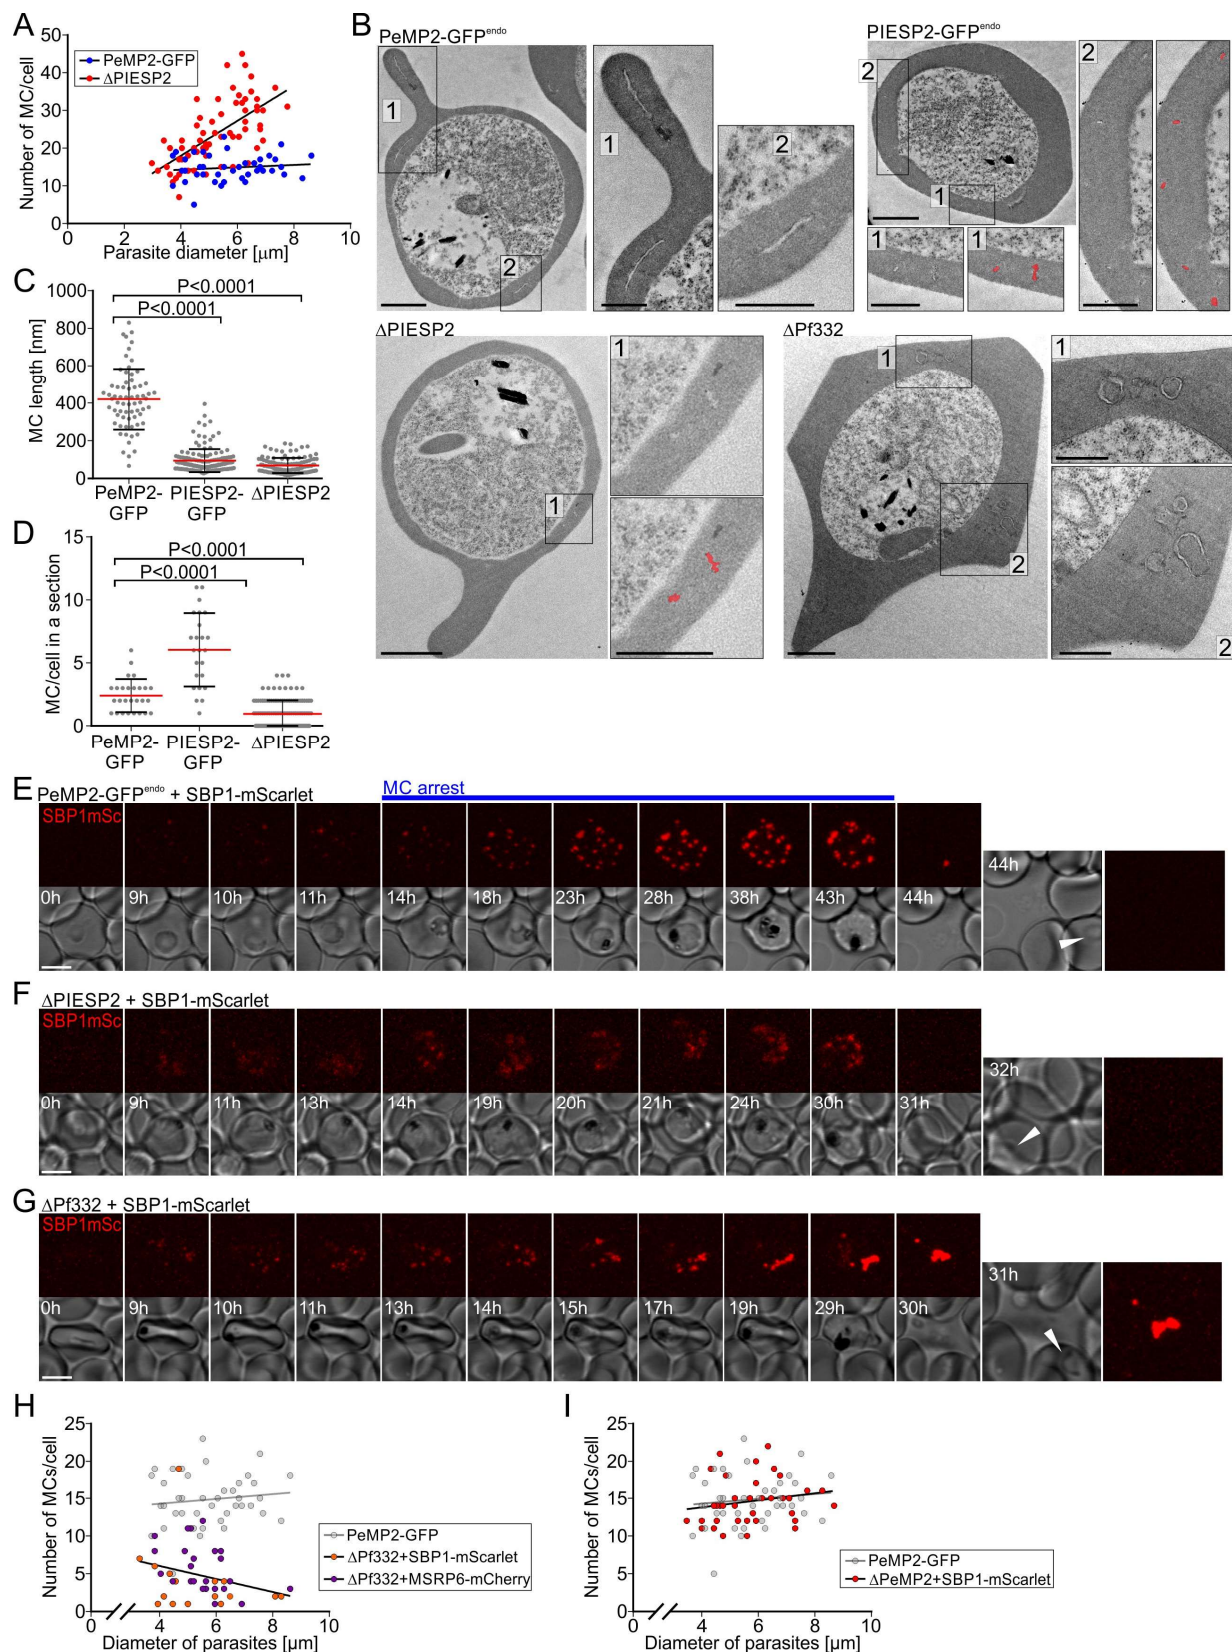 A
Number of MC/cell
50
40
30
20
10
0
PeMP2-GFP
ΔPIESP2
0 2 4 6 8 10
Parasite diameter [μm]
B
PeMP2-GFPendo
1
2
1
2
PIESP2-GFPendo
2
1
1
1
2
ΔPIESP2
1
1
ΔPf332
1
2
1
2
C
MC length [nm]
1000
800
600
400
200
0
P<0.0001
P<0.0001
PeMP2-GFP
PIESP2-GFP
ΔPIESP2
D
MC/cell in a section
15
10
5
0
P<0.0001
P<0.0001
PeMP2-GFP
PIESP2-GFP
ΔPIESP2
E
PeMP2-GFPendo + SBP1-mScarlet
MC arrest
SBP1mSc
0h 9h 10h 11h 14h 18h 23h 28h 38h 43h 44h 44h
F
ΔPIESP2 + SBP1-mScarlet
SBP1mSc
0h 9h 11h 13h 14h 19h 20h 21h 24h 30h 31h 32h
G
ΔPf332 + SBP1-mScarlet
SBP1mSc
0h 9h 10h 11h 13h 14h 15h 17h 19h 29h 30h 31h
H
Number of MCs/cell
25
20
15
10
5
0
PeMP2-GFP
ΔPf332+SBP1-mScarlet
ΔPf332+MSRP6-mCherry
0 4 6 8 10
Diameter of parasites [μm]
I
Number of MCs/cell
25
20
15
10
5
0
PeMP2-GFP
ΔPeMP2+SBP1-mScarlet
0 4 6 8 10
Diameter of parasites [μm]